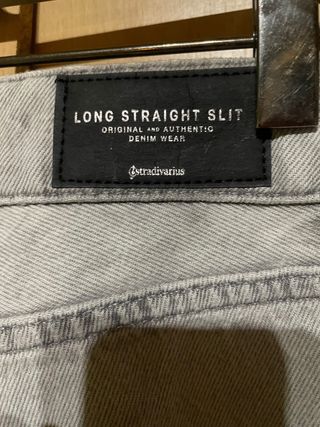 LONG STRAIGHT SLIT
ORIGINAL AND AUTHENTIC
DENIM WEAR
stradivarius